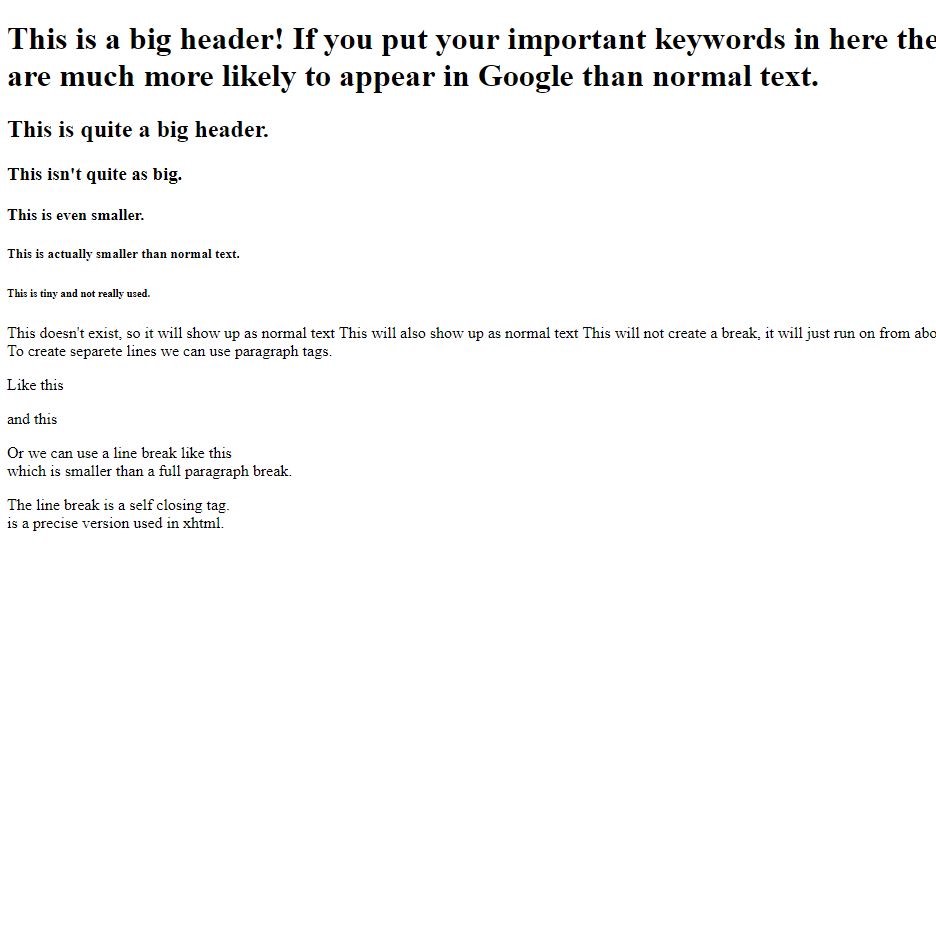 This is a big header! If you put your important keywords in here the
are much more likely to appear in Google than normal text.
This is quite a big header.
This isn't quite as big.
This is even smaller.
This is actually smaller than normal text.
This is tiny and not really used.
This doesn't exist, so it will show up as normal text This will also show up as normal text This will not create a break, it will just run on from abo
To create separete lines we can use paragraph tags.
Like this
and this
Or we can use a line break like this
which is smaller than a full paragraph break.
The line break is a self closing tag.
is a precise version used in xhtml.